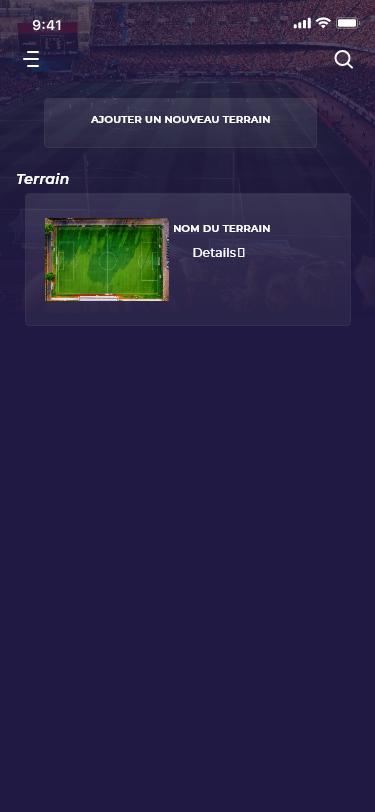 9:41
AJOUTER UN NOUVEAU TERRAIN
Terrain
NOM DU TERRAIN
Details